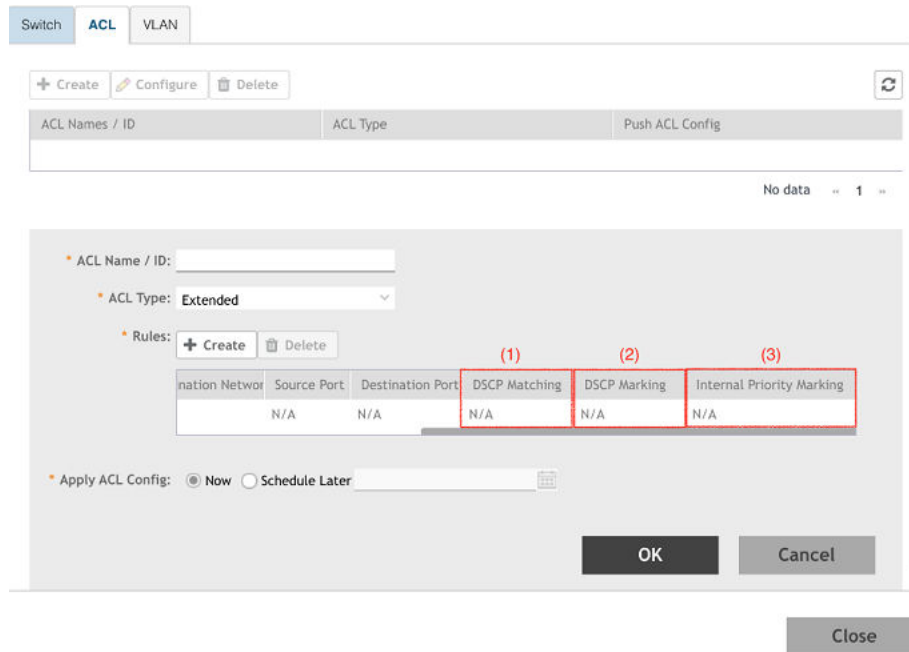 Switch ACL VLAN
Create Configure Delete
ACL Names / ID ACL Type Push ACL Config
No data « 1 »
* ACL Name / ID:
* ACL Type: Extended
* Rules: Create Delete
(1) (2) (3)
nation Networ Source Port Destination Port DSCP Matching DSCP Marking Internal Priority Marking
N/A N/A N/A N/A N/A
* Apply ACL Config: Now Schedule Later
OK Cancel
Close